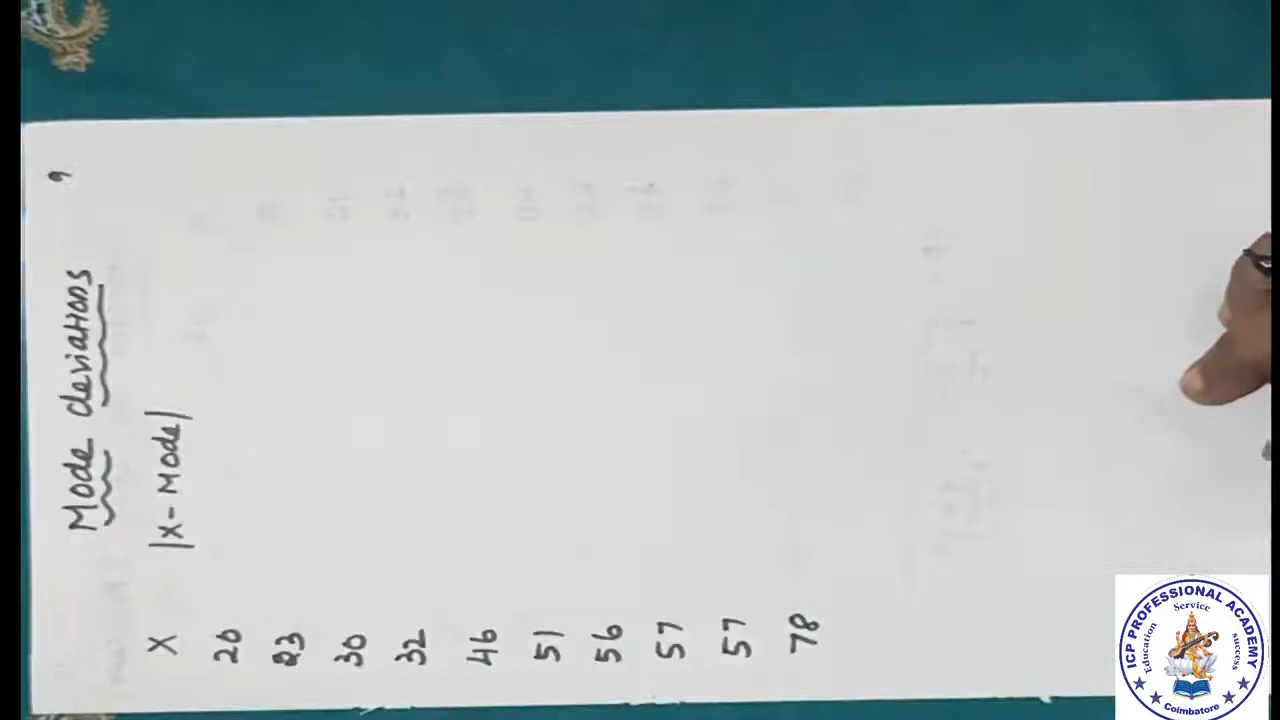 9
Mode deviations
X |X - Mode|
20
23
30
32
46
51
56
57
57
78
ICP PROFESSIONAL ACADEMY
Service
Education
success
Coimbatore